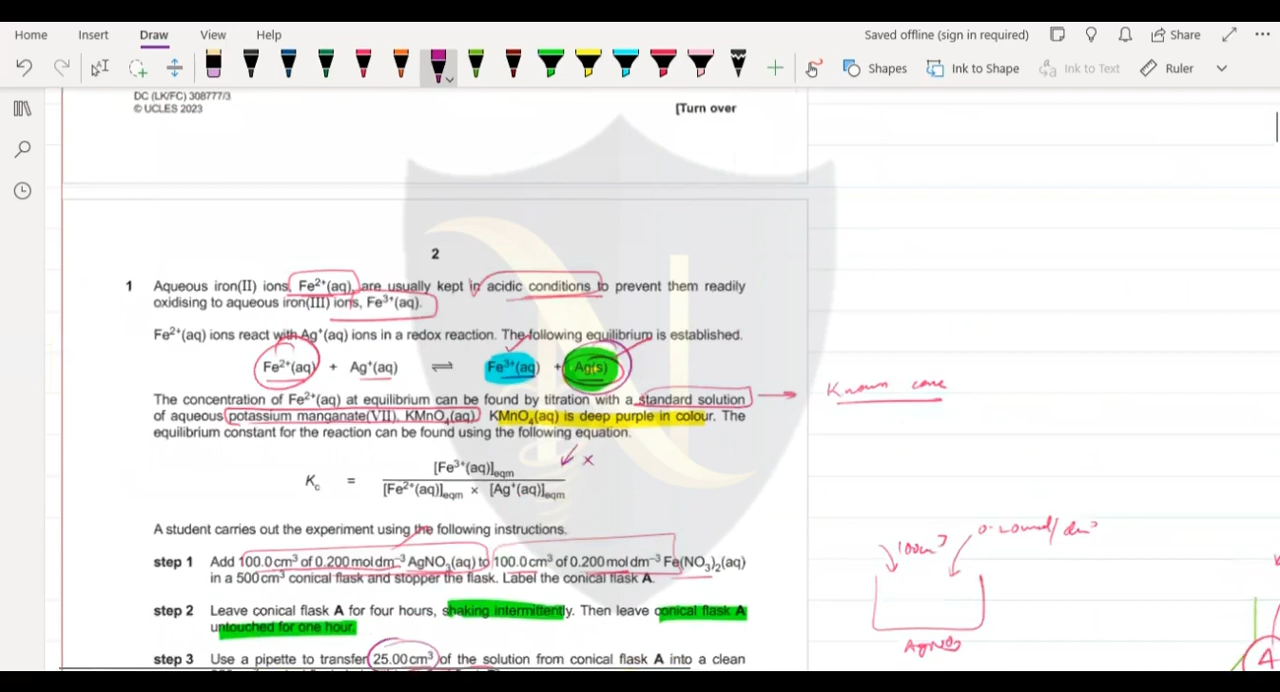 Home Insert Draw View Help
Saved offline (sign in required) Share
Shapes Ink to Shape Ink to Text Ruler
DC (LK/FC) 308777/3
© UCLES 2023
[Turn over
2
1 Aqueous iron(II) ions, Fe²⁺(aq), are usually kept in acidic conditions to prevent them readily
oxidising to aqueous iron(III) ions, Fe³⁺(aq).
Fe²⁺(aq) ions react with Ag⁺(aq) ions in a redox reaction. The following equilibrium is established.
Fe²⁺(aq) + Ag⁺(aq) ⇌ Fe³⁺(aq) + Ag(s)
The concentration of Fe²⁺(aq) at equilibrium can be found by titration with a standard solution
of aqueous potassium manganate(VII), KMnO₄(aq). KMnO₄(aq) is deep purple in colour. The
equilibrium constant for the reaction can be found using the following equation.
Known conc
x
K꜀ = [Fe³⁺(aq)]eqm
[Fe²⁺(aq)]eqm × [Ag⁺(aq)]eqm
A student carries out the experiment using the following instructions.
step 1 Add 100.0 cm³ of 0.200 mol dm⁻³ AgNO₃(aq) to 100.0 cm³ of 0.200 mol dm⁻³ Fe(NO₃)₂(aq)
in a 500 cm³ conical flask and stopper the flask. Label the conical flask A.
100cm³
AgNO₃
step 2 Leave conical flask A for four hours, shaking intermittently. Then leave conical flask A
untouched for one hour.
step 3 Use a pipette to transfer 25.00 cm³ of the solution from conical flask A into a clean
A